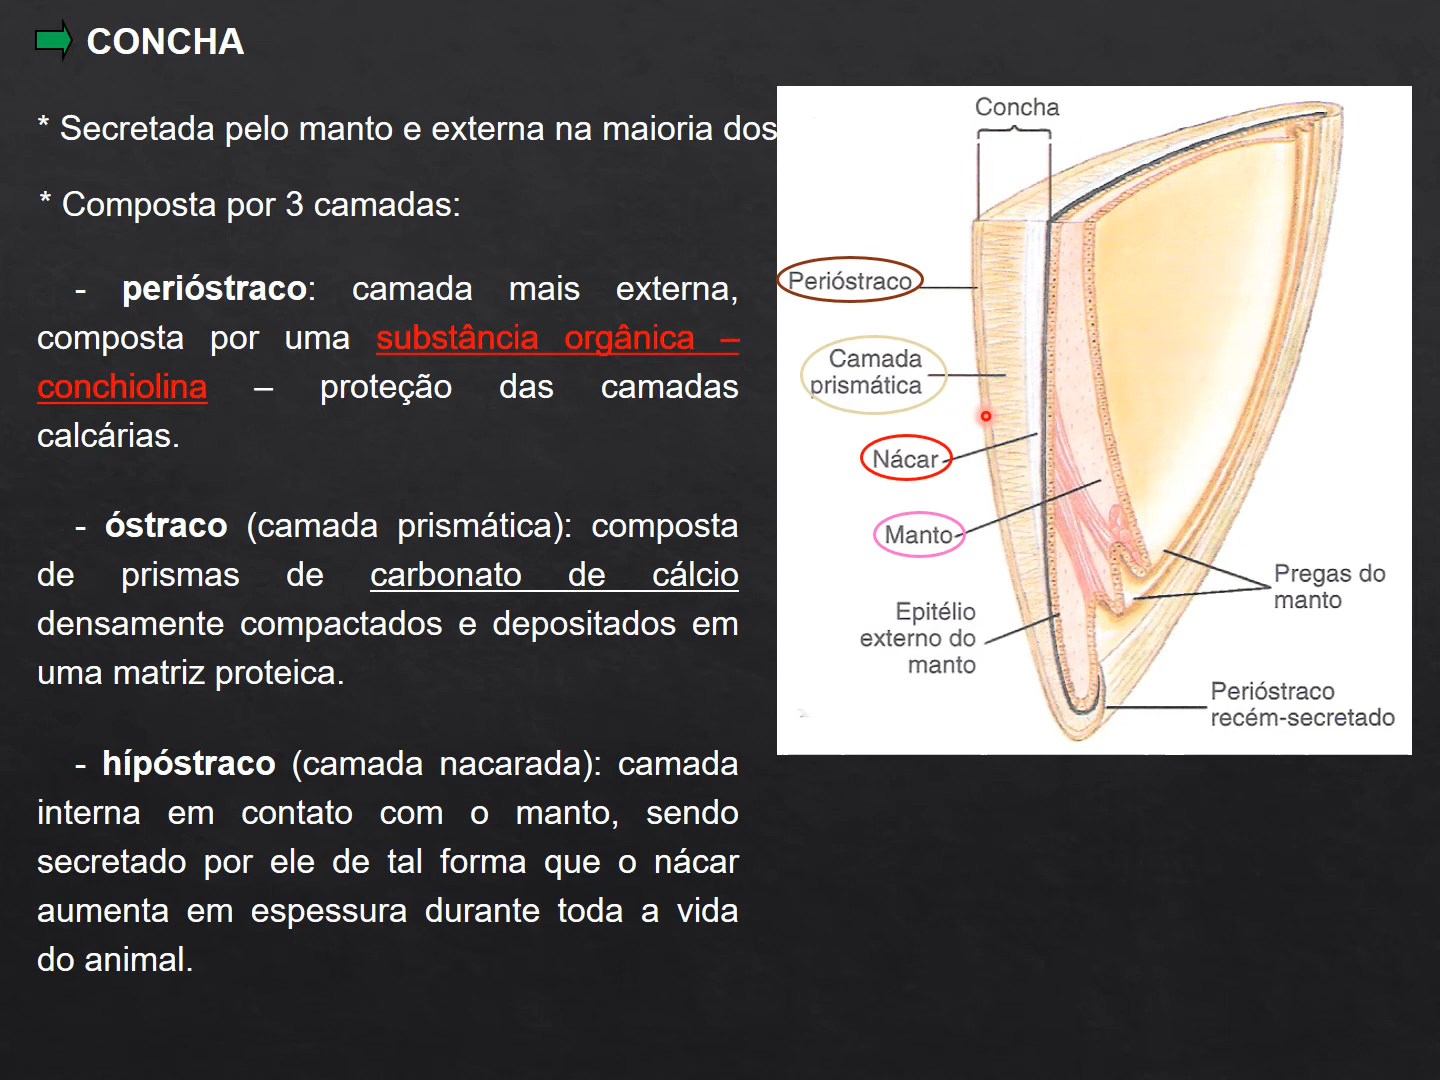 CONCHA
* Secretada pelo manto e externa na maioria dos
* Composta por 3 camadas:
- perióstraco: camada mais externa,
composta por uma substância orgânica –
conchiolina – proteção das camadas
calcárias.
- óstraco (camada prismática): composta
de prismas de carbonato de cálcio
densamente compactados e depositados em
uma matriz proteica.
- hípóstraco (camada nacarada): camada
interna em contato com o manto, sendo
secretado por ele de tal forma que o nácar
aumenta em espessura durante toda a vida
do animal.
Concha
Perióstraco
Camada
prismática
Nácar
Manto
Epitélio
externo do
manto
Pregas do
manto
Perióstraco
recém-secretado